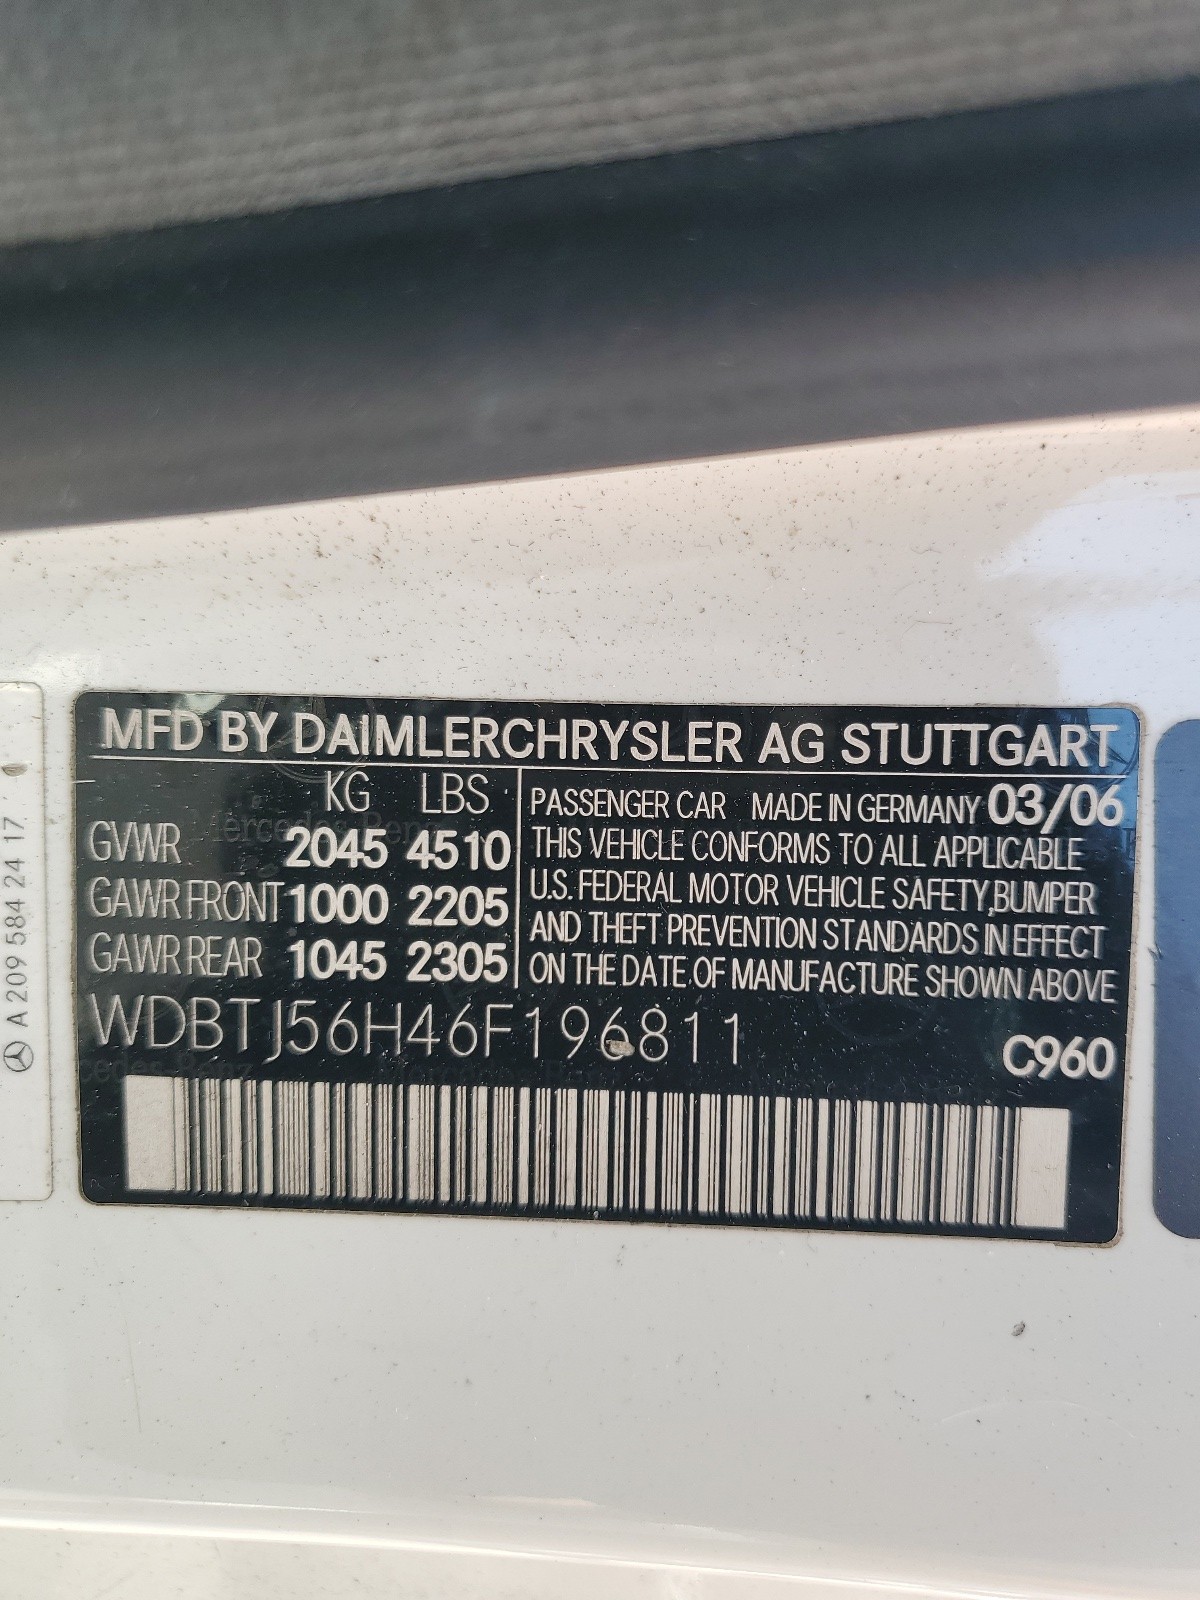 MFD BY DAIMLERCHRYSLER AG STUTTGART
KG LBS
GVWR 2045 4510
GAWR FRONT 1000 2205
GAWR REAR 1045 2305
PASSENGER CAR MADE IN GERMANY 03/06
THIS VEHICLE CONFORMS TO ALL APPLICABLE
U.S. FEDERAL MOTOR VEHICLE SAFETY, BUMPER
AND THEFT PREVENTION STANDARDS IN EFFECT
ON THE DATE OF MANUFACTURE SHOWN ABOVE
WDBTJ56H46F196811
C960
A 209 584 24 17
Mercedes-Benz